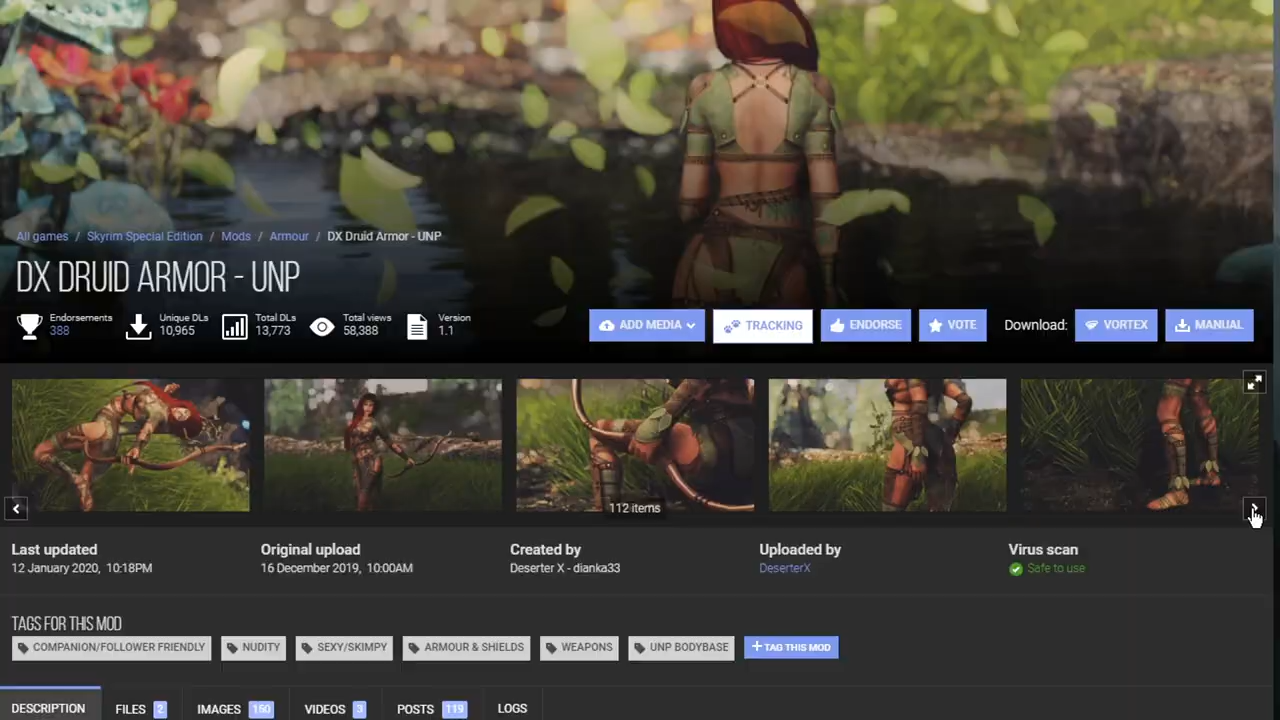 All games / Skyrim Special Edition / Mods / Armour / DX Druid Armor - UNP
DX DRUID ARMOR - UNP
Endorsements
388
Unique DLs
10,965
Total DLs
13,773
Total views
58,388
Version
1.1
ADD MEDIA
TRACKING
ENDORSE
VOTE
Download:
VORTEX
MANUAL
112 items
Last updated
12 January 2020, 10:18PM
Original upload
16 December 2019, 10:00AM
Created by
Deserter X - dianka33
Uploaded by
DeserterX
Virus scan
Safe to use
TAGS FOR THIS MOD
COMPANION/FOLLOWER FRIENDLY
NUDITY
SEXY/SKIMPY
ARMOUR & SHIELDS
WEAPONS
UNP BODYBASE
+ TAG THIS MOD
DESCRIPTION
FILES 2
IMAGES 150
VIDEOS 3
POSTS 119
LOGS